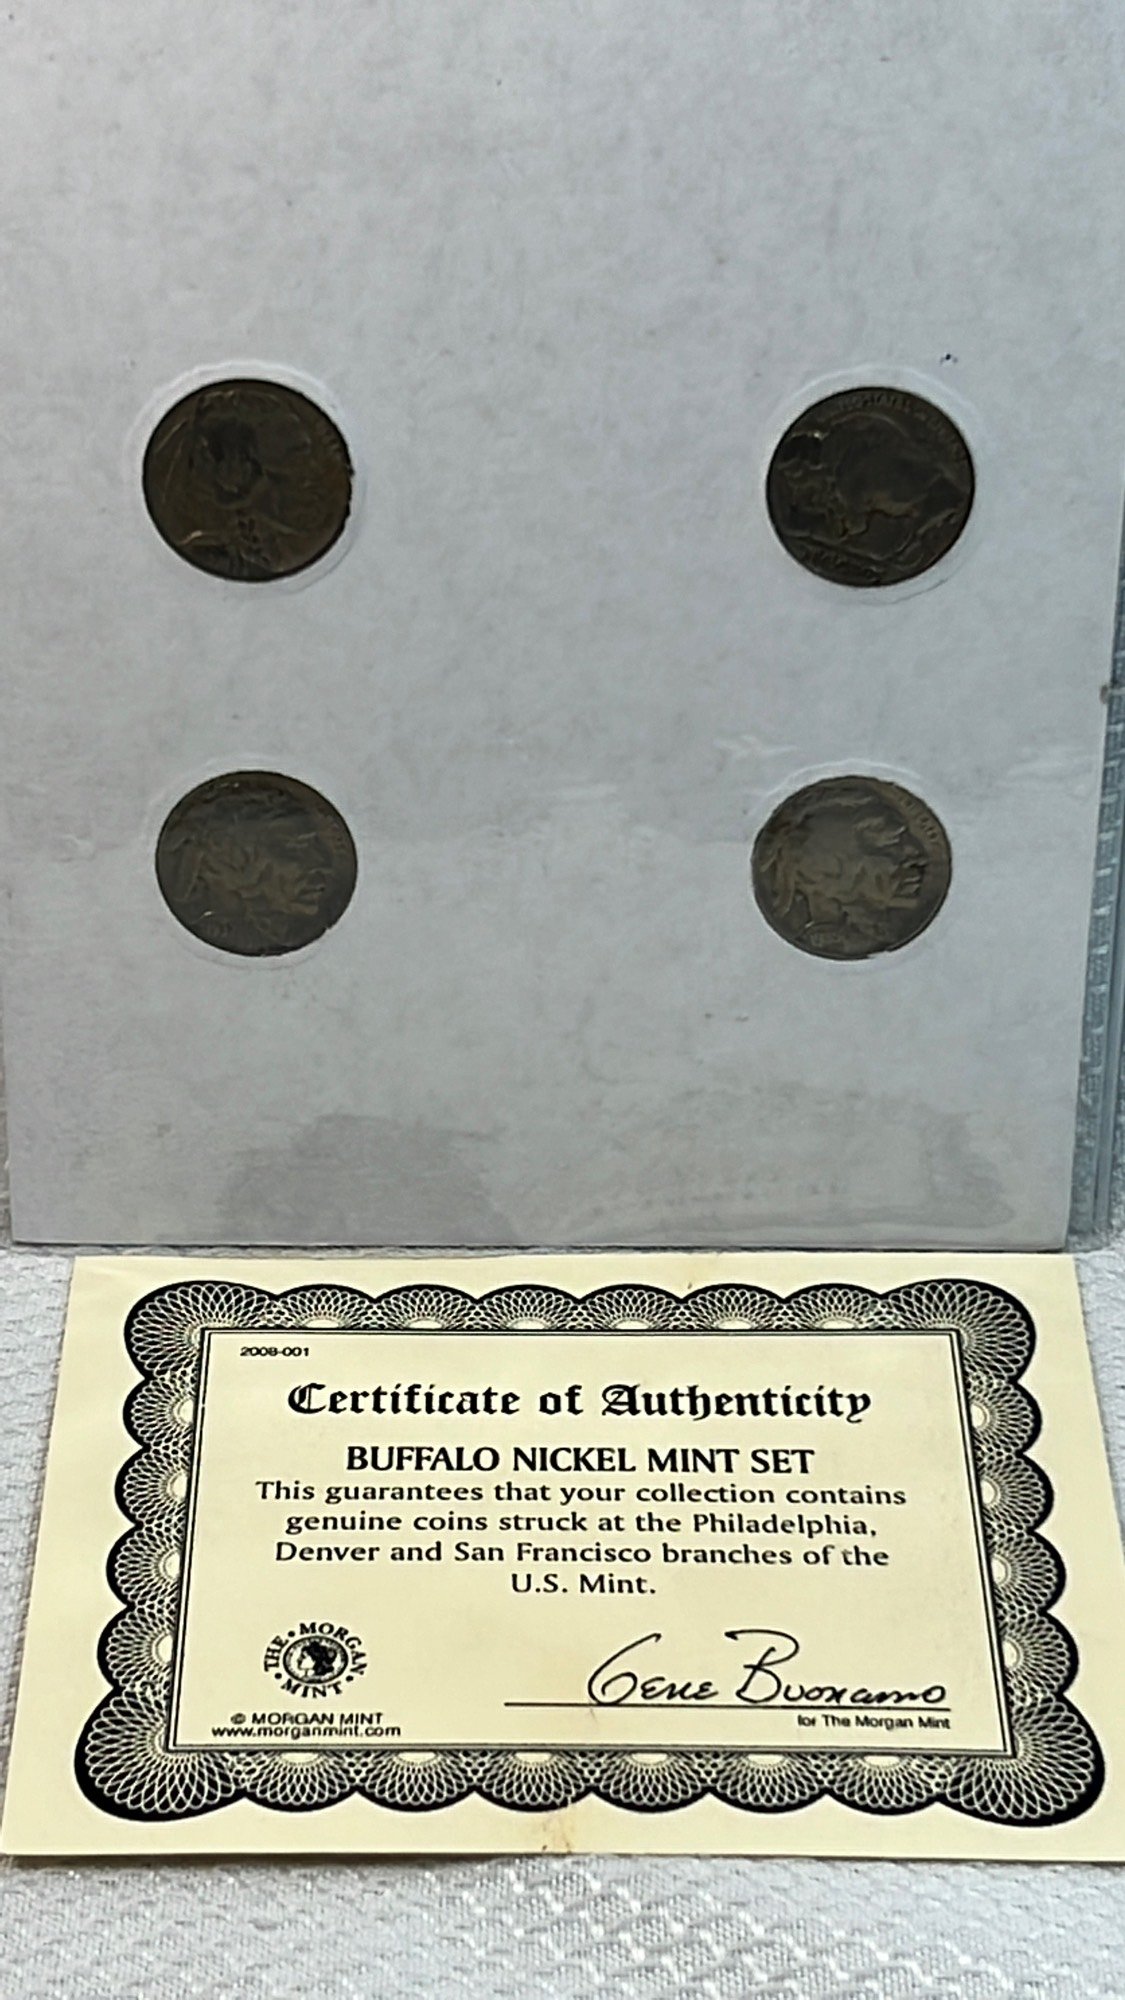 2008-001
Certificate of Authenticity
BUFFALO NICKEL MINT SET
This guarantees that your collection contains
genuine coins struck at the Philadelphia,
Denver and San Francisco branches of the
U.S. Mint.
THE • MORGAN • MINT •
Gene Buonamo
© MORGAN MINT
www.morganmint.com
for The Morgan Mint